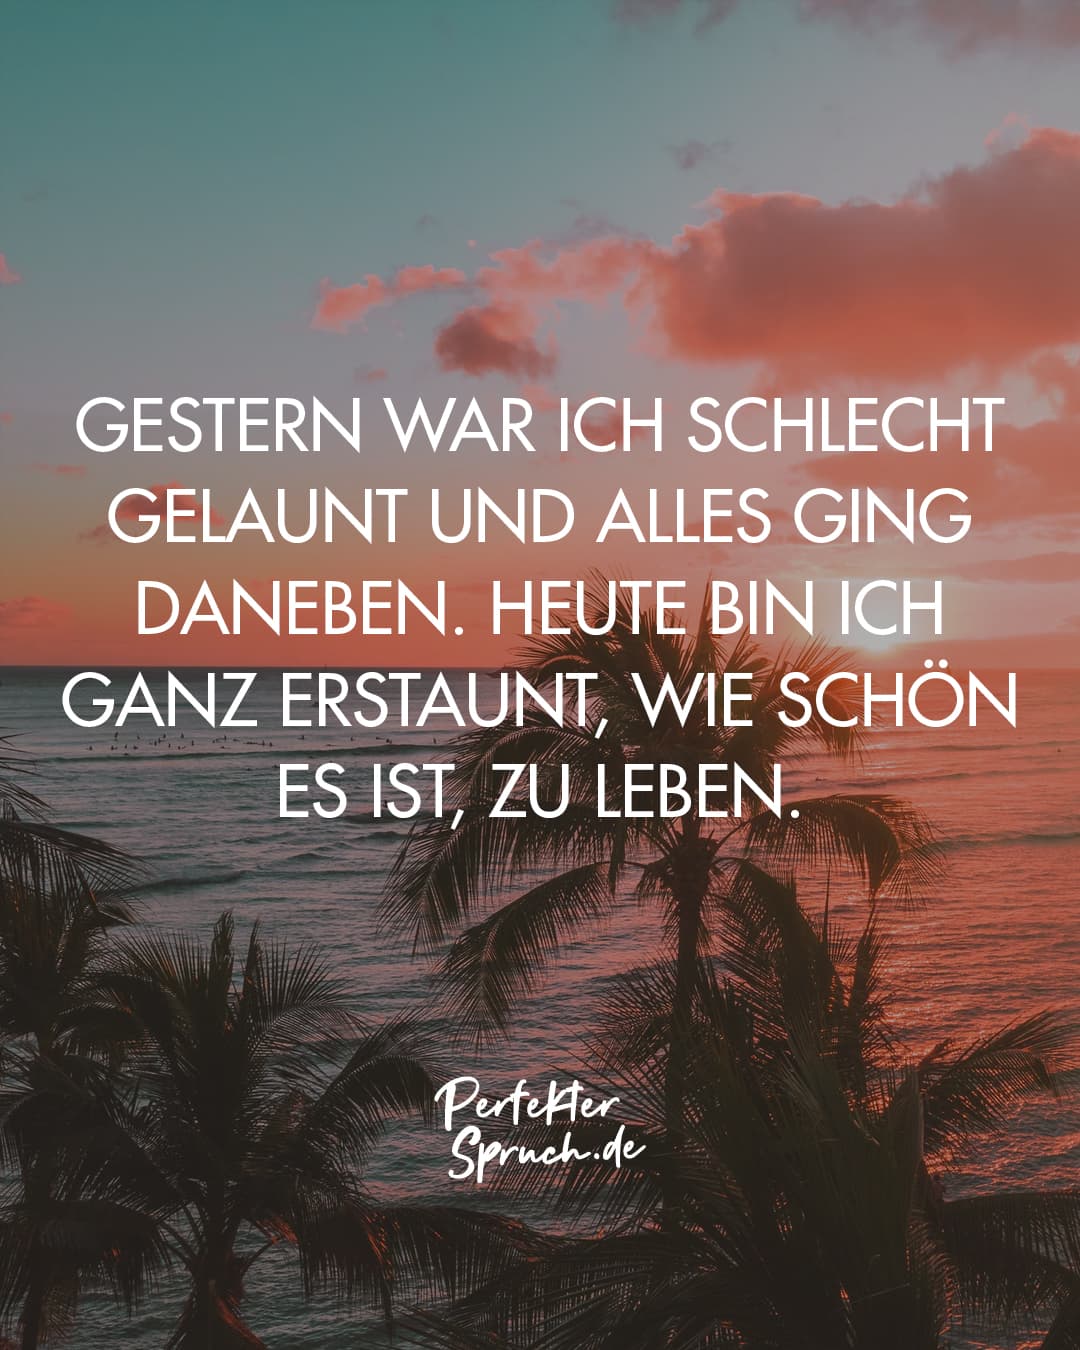 GESTERN WAR ICH SCHLECHT
GELAUNT UND ALLES GING
DANEBEN. HEUTE BIN ICH
GANZ ERSTAUNT, WIE SCHÖN
ES IST, ZU LEBEN.
Perfekter
Spruch.de